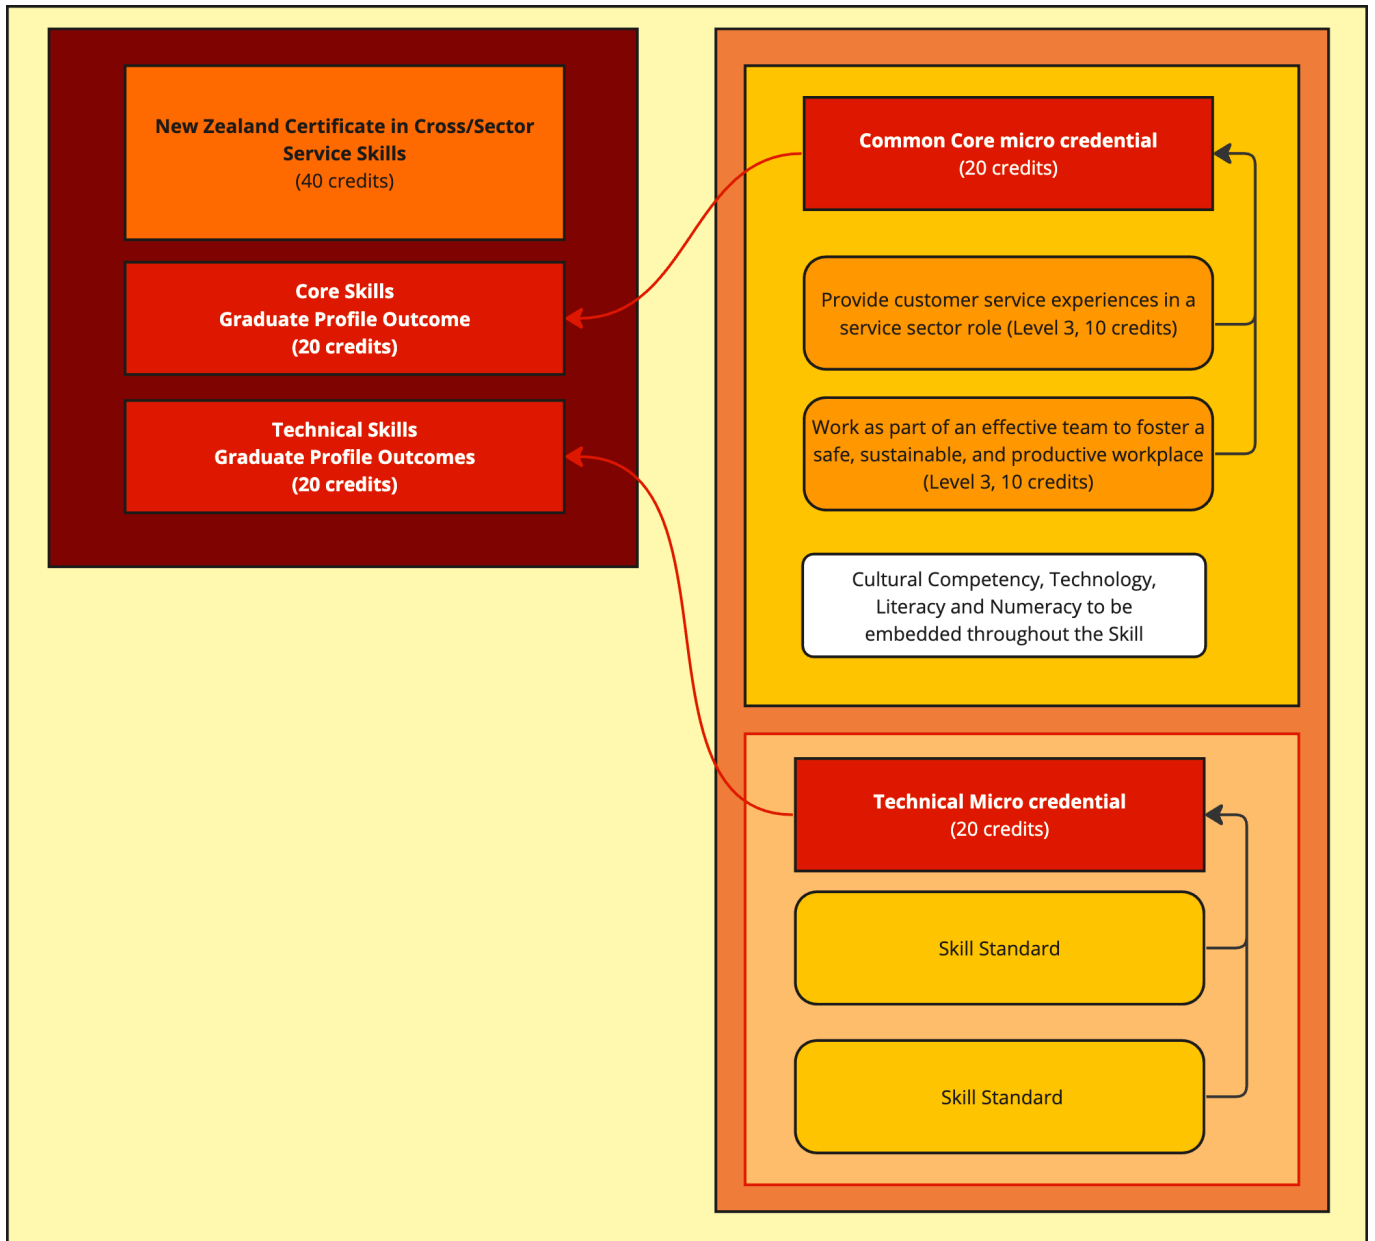 New Zealand Certificate in Cross/Sector
Service Skills
(40 credits)
Core Skills
Graduate Profile Outcome
(20 credits)
Technical Skills
Graduate Profile Outcomes
(20 credits)
Common Core micro credential
(20 credits)
Provide customer service experiences in a
service sector role (Level 3, 10 credits)
Work as part of an effective team to foster a
safe, sustainable, and productive workplace
(Level 3, 10 credits)
Cultural Competency, Technology,
Literacy and Numeracy to be
embedded throughout the Skill
Technical Micro credential
(20 credits)
Skill Standard
Skill Standard